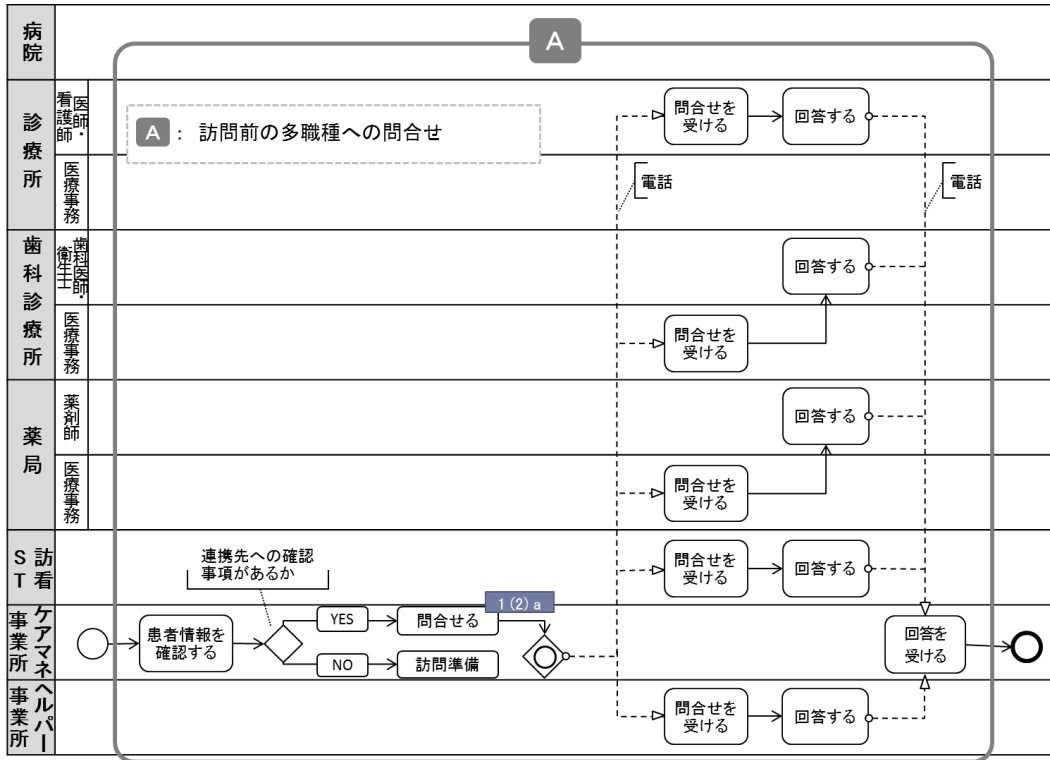 病院
A
診療所
医師・看護師
A : 訪問前の多職種への問合せ
問合せを
受ける
回答する
医療事務
電話
電話
歯科診療所
歯科医師・衛生士
回答する
医療事務
問合せを
受ける
薬局
薬剤師
回答する
医療事務
問合せを
受ける
訪看
ST
連携先への確認
事項があるか
問合せを
受ける
回答する
ケアマネ
事業所
患者情報を
確認する
YES
問合せる
1(2)a
NO
訪問準備
回答を
受ける
ヘルパー
事業所
問合せを
受ける
回答する